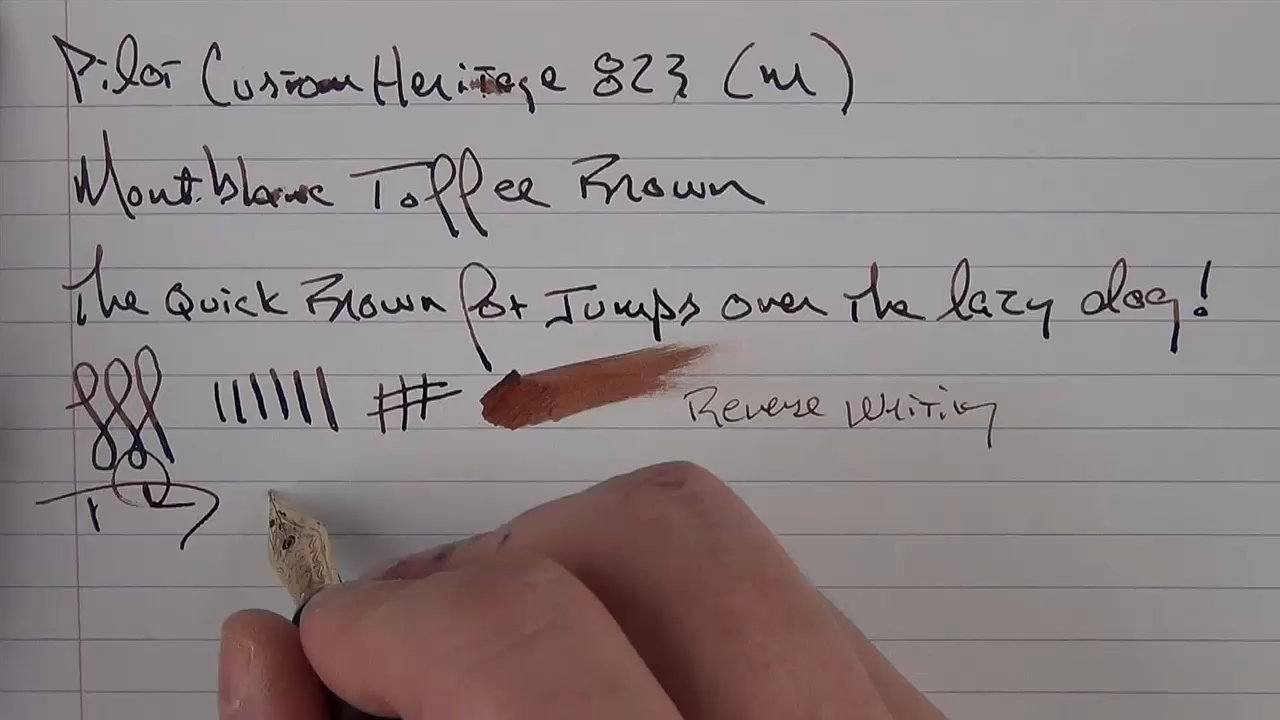 Pilot Custom Heritage 823 (M)
Montblanc Toffee Brown
The Quick Brown Fox Jumps over the lazy dog!
Reverse Writing